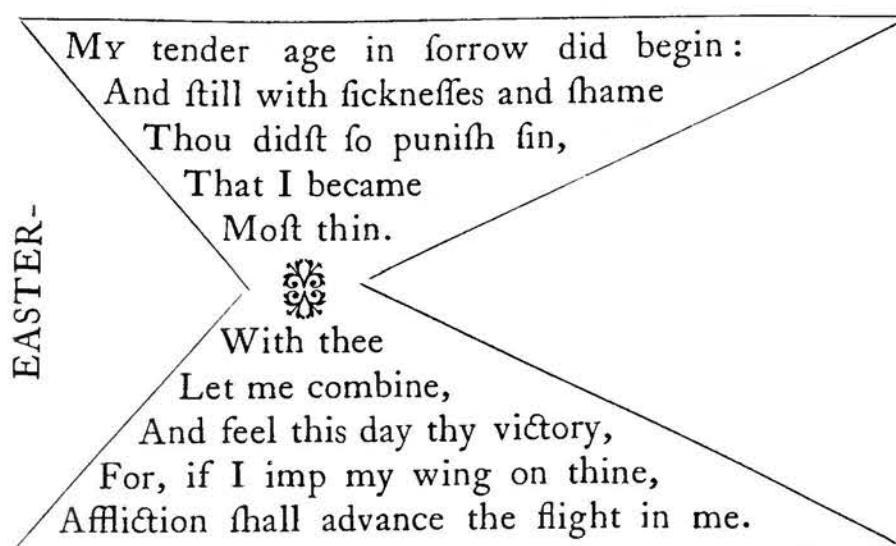 MY tender age in ſorrow did begin :
And ſtill with ſickneſſes and ſhame
Thou didſt ſo puniſh ſin,
That I became
Moſt thin.
With thee
Let me combine,
And feel this day thy victory,
For, if I imp my wing on thine,
Affliction ſhall advance the flight in me.
EASTER-